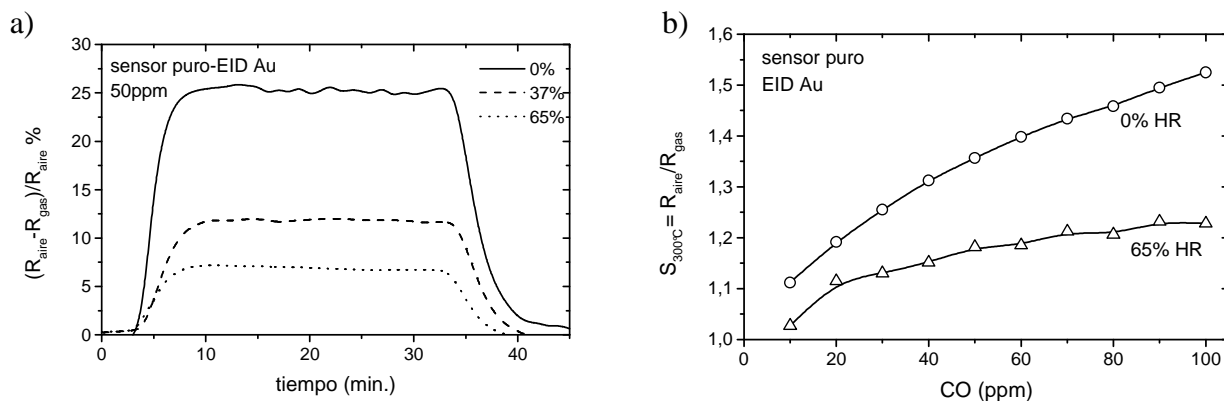 a)
sensor puro-EID Au
50ppm
0%
37%
65%
30
25
20
15
10
5
0
(R_aire-R_gas)/R_aire %
0
10
20
30
40
tiempo (min.)
b)
sensor puro
EID Au
0% HR
65% HR
1,6
1,5
1,4
1,3
1,2
1,1
1,0
S_300ºC = R_aire/R_gas
0
20
40
60
80
100
CO (ppm)